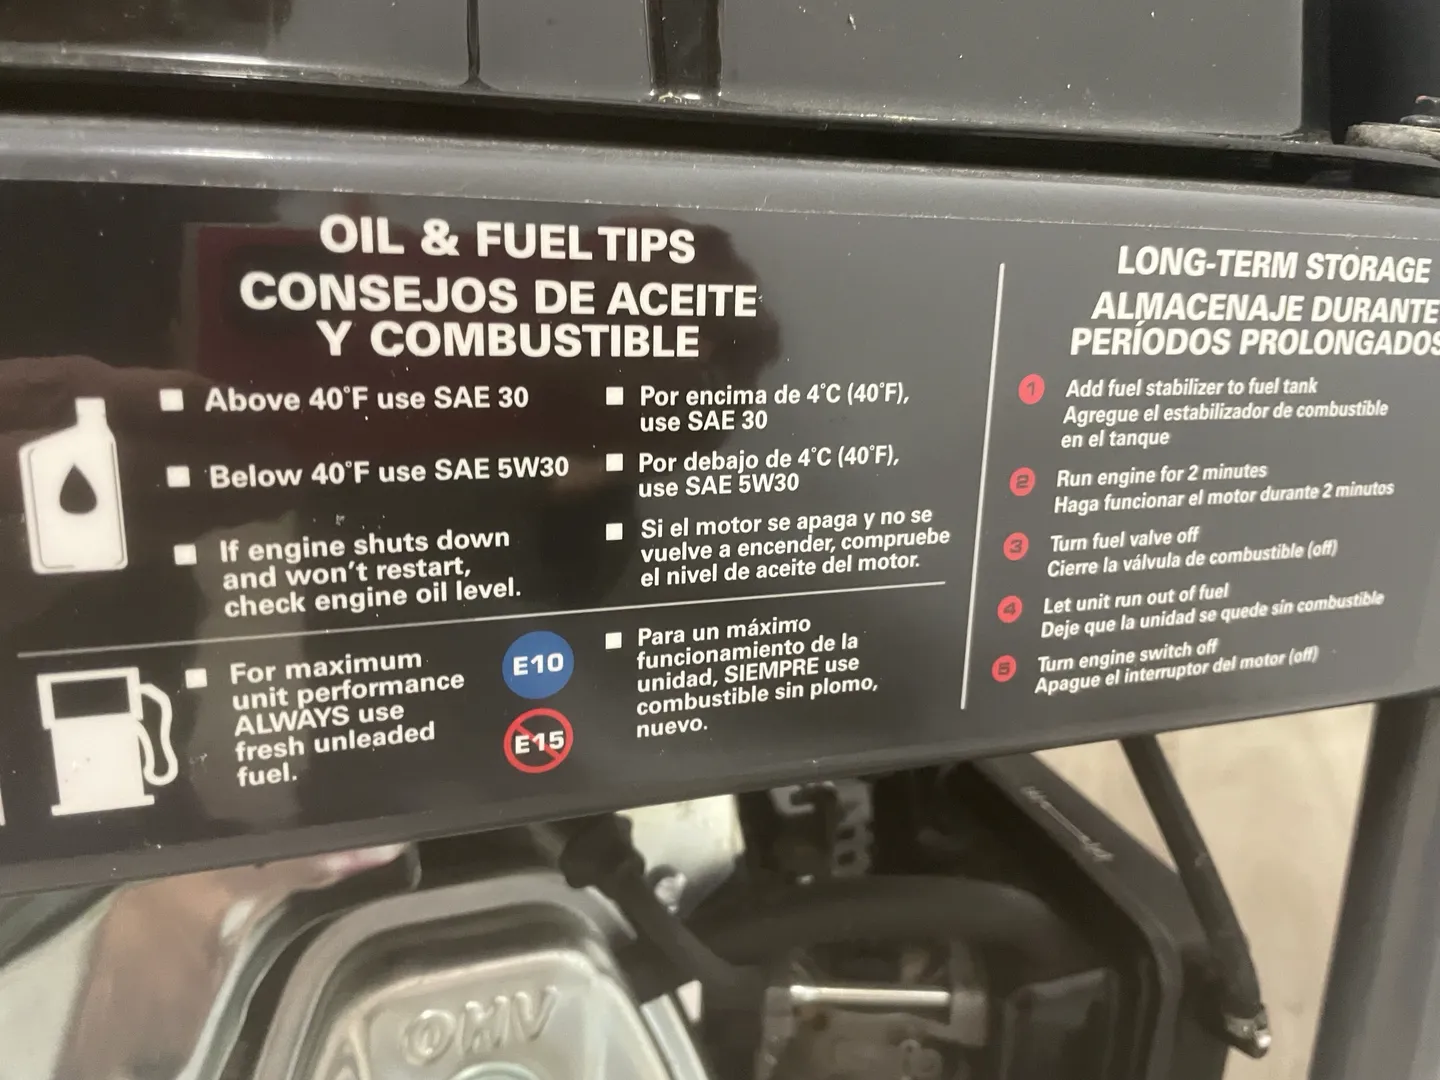 OIL & FUEL TIPS
CONSEJOS DE ACEITE
Y COMBUSTIBLE
Above 40°F use SAE 30
Below 40°F use SAE 5W30
If engine shuts down
and won't restart,
check engine oil level.
Por encima de 4°C (40°F),
use SAE 30
Por debajo de 4°C (40°F),
use SAE 5W30
Si el motor se apaga y no se
vuelve a encender, compruebe
el nivel de aceite del motor.
For maximum
unit performance
ALWAYS use
fresh unleaded
fuel.
E10
E15
Para un máximo
funcionamiento de la
unidad, SIEMPRE use
combustible sin plomo,
nuevo.
LONG-TERM STORAGE
ALMACENAJE DURANTE
PERÍODOS PROLONGADOS
1 Add fuel stabilizer to fuel tank
Agregue el estabilizador de combustible
en el tanque
2 Run engine for 2 minutes
Haga funcionar el motor durante 2 minutos
3 Turn fuel valve off
Cierre la válvula de combustible (off)
4 Let unit run out of fuel
Deje que la unidad se quede sin combustible
5 Turn engine switch off
Apague el interruptor del motor (off)
OHV